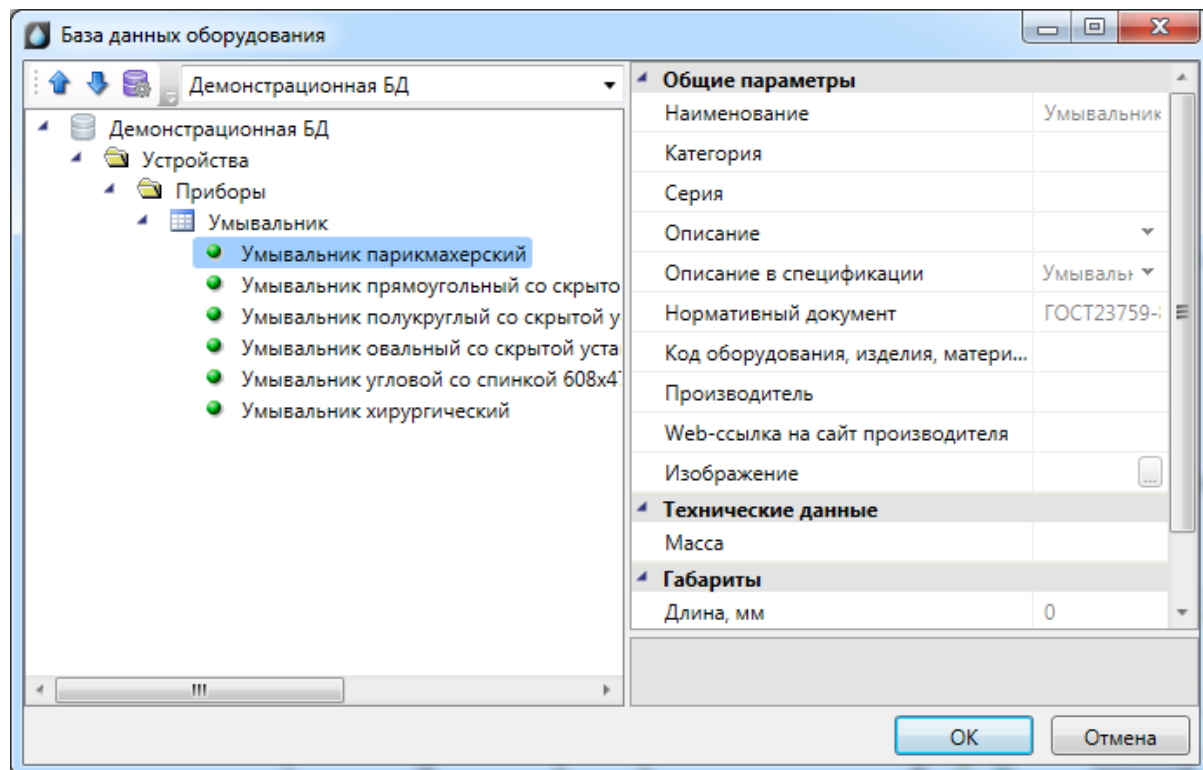 База данных оборудования
Демонстрационная БД
Демонстрационная БД
Устройства
Приборы
Умывальник
Умывальник парикмахерский
Умывальник прямоугольный со скрыто
Умывальник полукруглый со скрытой у
Умывальник овальный со скрытой уста
Умывальник угловой со спинкой 608х4
Умывальник хирургический
Общие параметры
Наименование Умывальник
Категория
Серия
Описание
Описание в спецификации Умывальн
Нормативный документ ГОСТ23759-
Код оборудования, изделия, матери...
Производитель
Web-ссылка на сайт производителя
Изображение ...
Технические данные
Масса
Габариты
Длина, мм 0
ОК Отмена